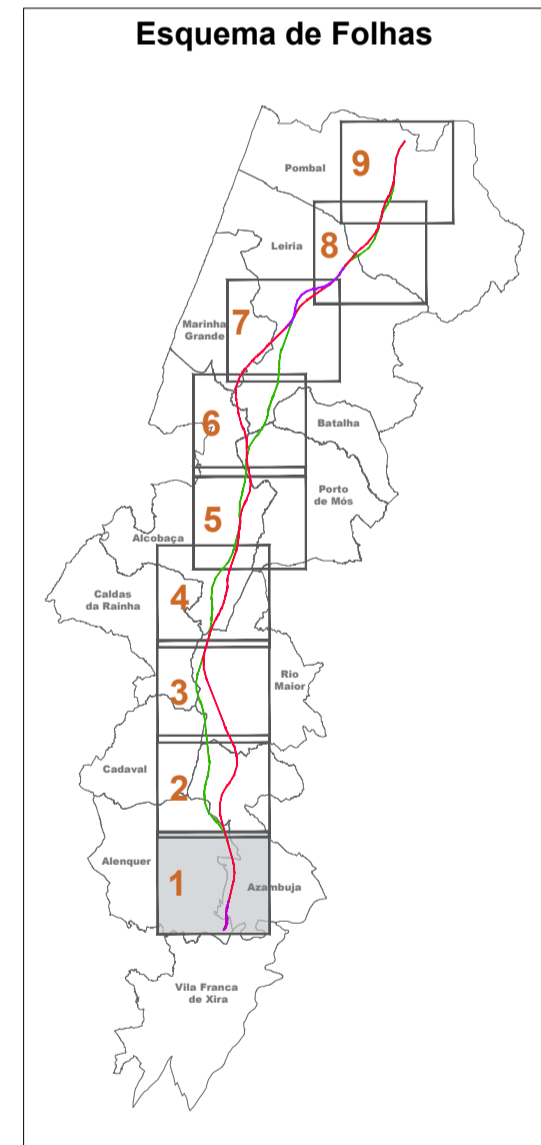 Esquema de Folhas
Pombal
9
Leiria
8
Marinha
Grande
7
6
Batalha
Porto
de Mós
5
Alcobaça
4
Caldas
da Rainha
3
Rio
Maior
Cadaval
2
Alenquer
1
Azambuja
Vila Franca
de Xira